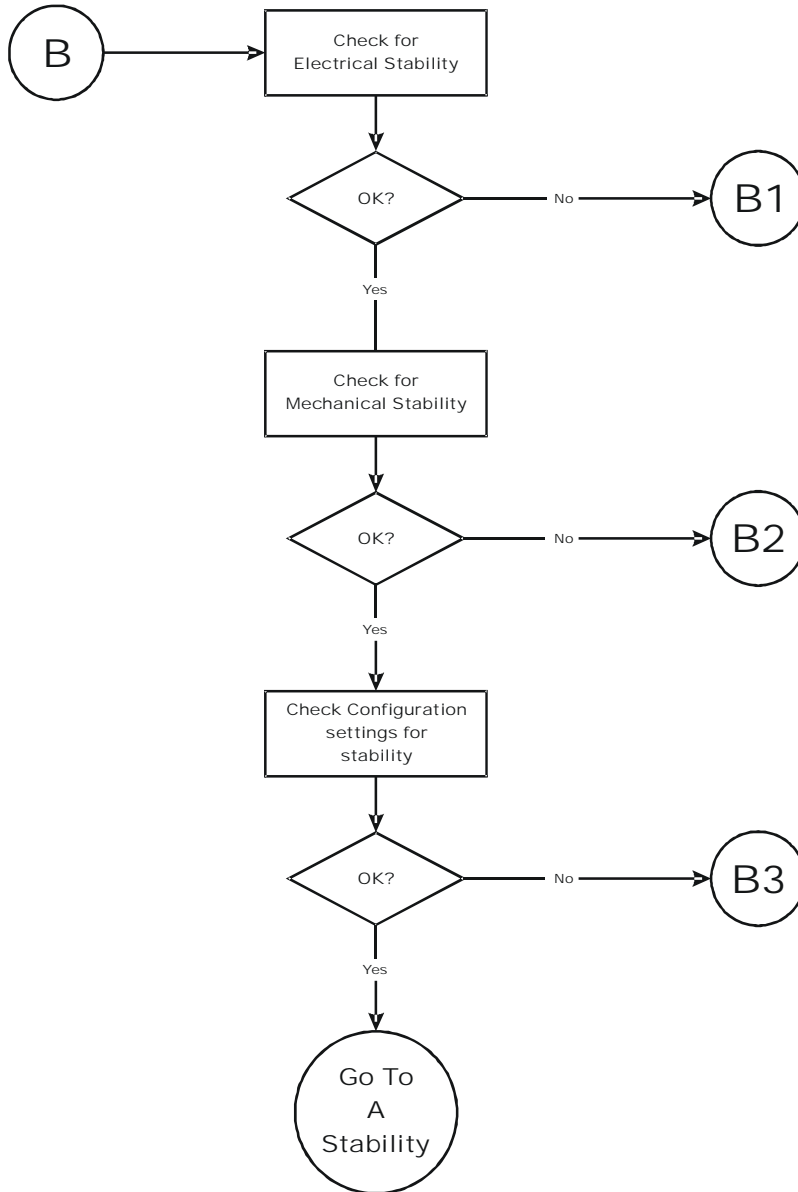 B
Check for
Electrical Stability
OK?
No
B1
Yes
Check for
Mechanical Stability
OK?
No
B2
Yes
Check Configuration
settings for
stability
OK?
No
B3
Yes
Go To
A
Stability